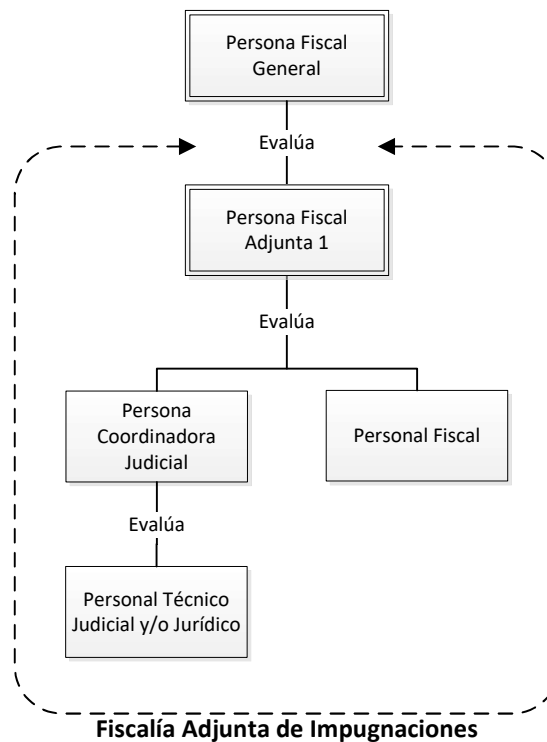 Persona Fiscal
General
Evalúa
Persona Fiscal
Adjunta 1
Evalúa
Persona
Coordinadora
Judicial
Personal Fiscal
Evalúa
Personal Técnico
Judicial y/o Jurídico
Fiscalía Adjunta de Impugnaciones